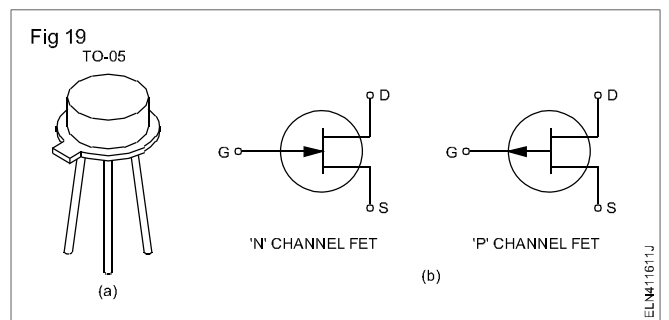 Fig 19
TO-05
D
D
G
G
S
S
'N' CHANNEL FET
'P' CHANNEL FET
(a)
(b)
ELN411611J